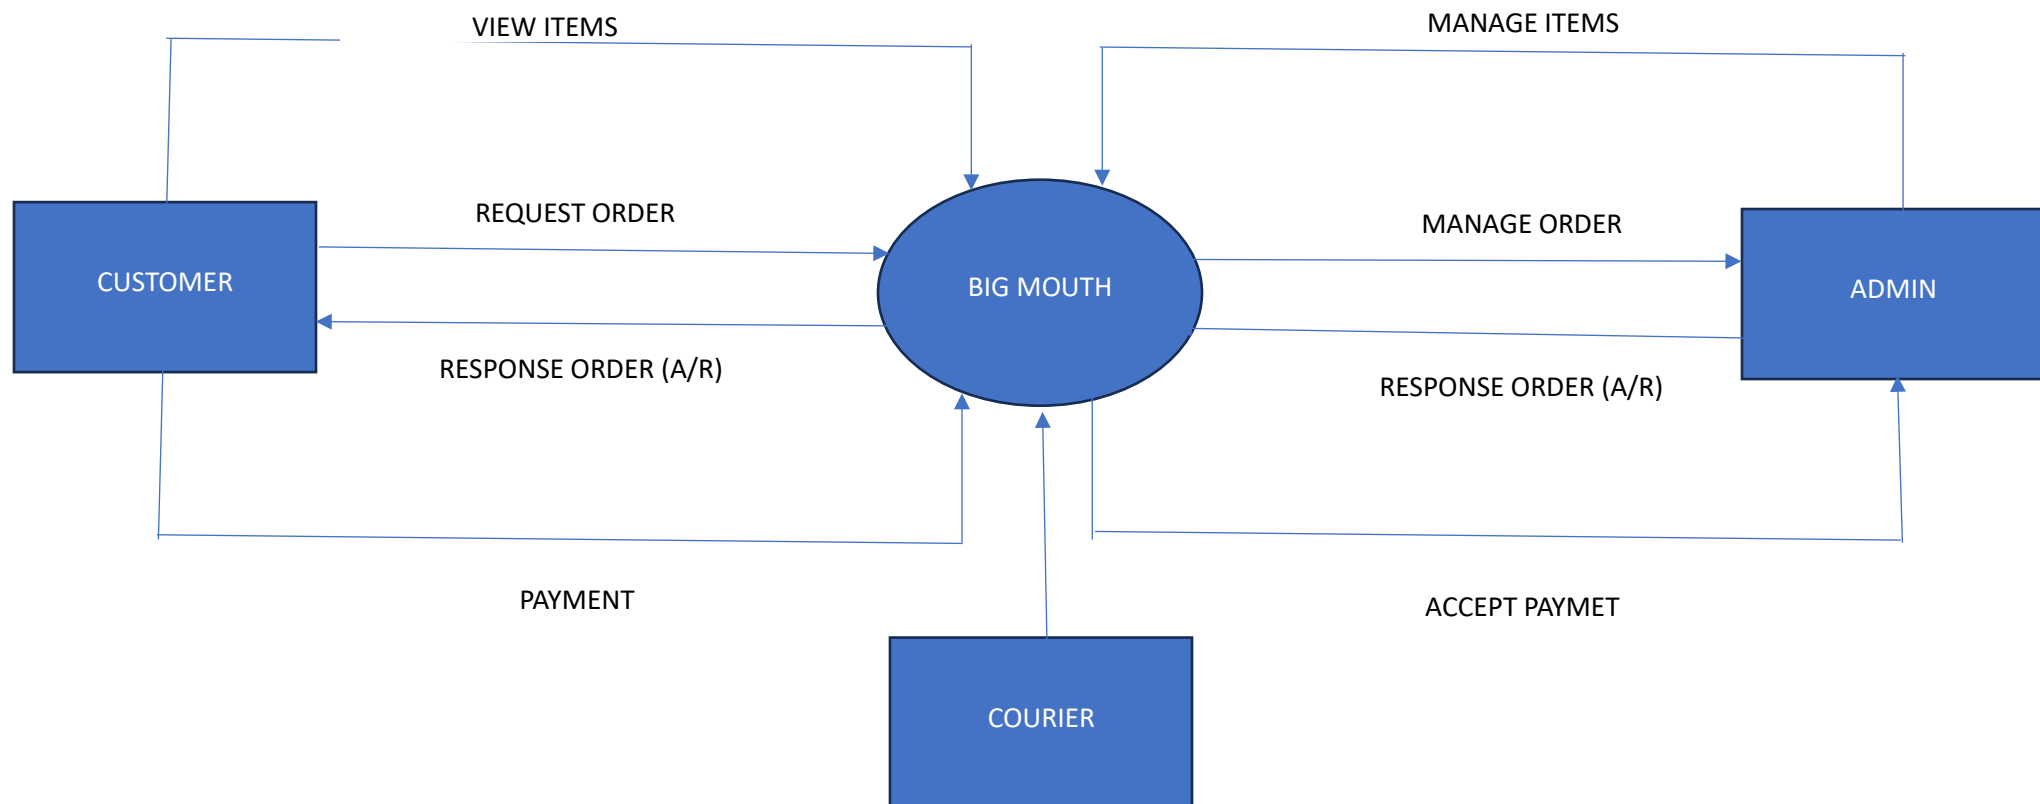 VIEW ITEMS
MANAGE ITEMS
REQUEST ORDER
MANAGE ORDER
CUSTOMER
BIG MOUTH
ADMIN
RESPONSE ORDER (A/R)
RESPONSE ORDER (A/R)
PAYMENT
ACCEPT PAYMET
COURIER